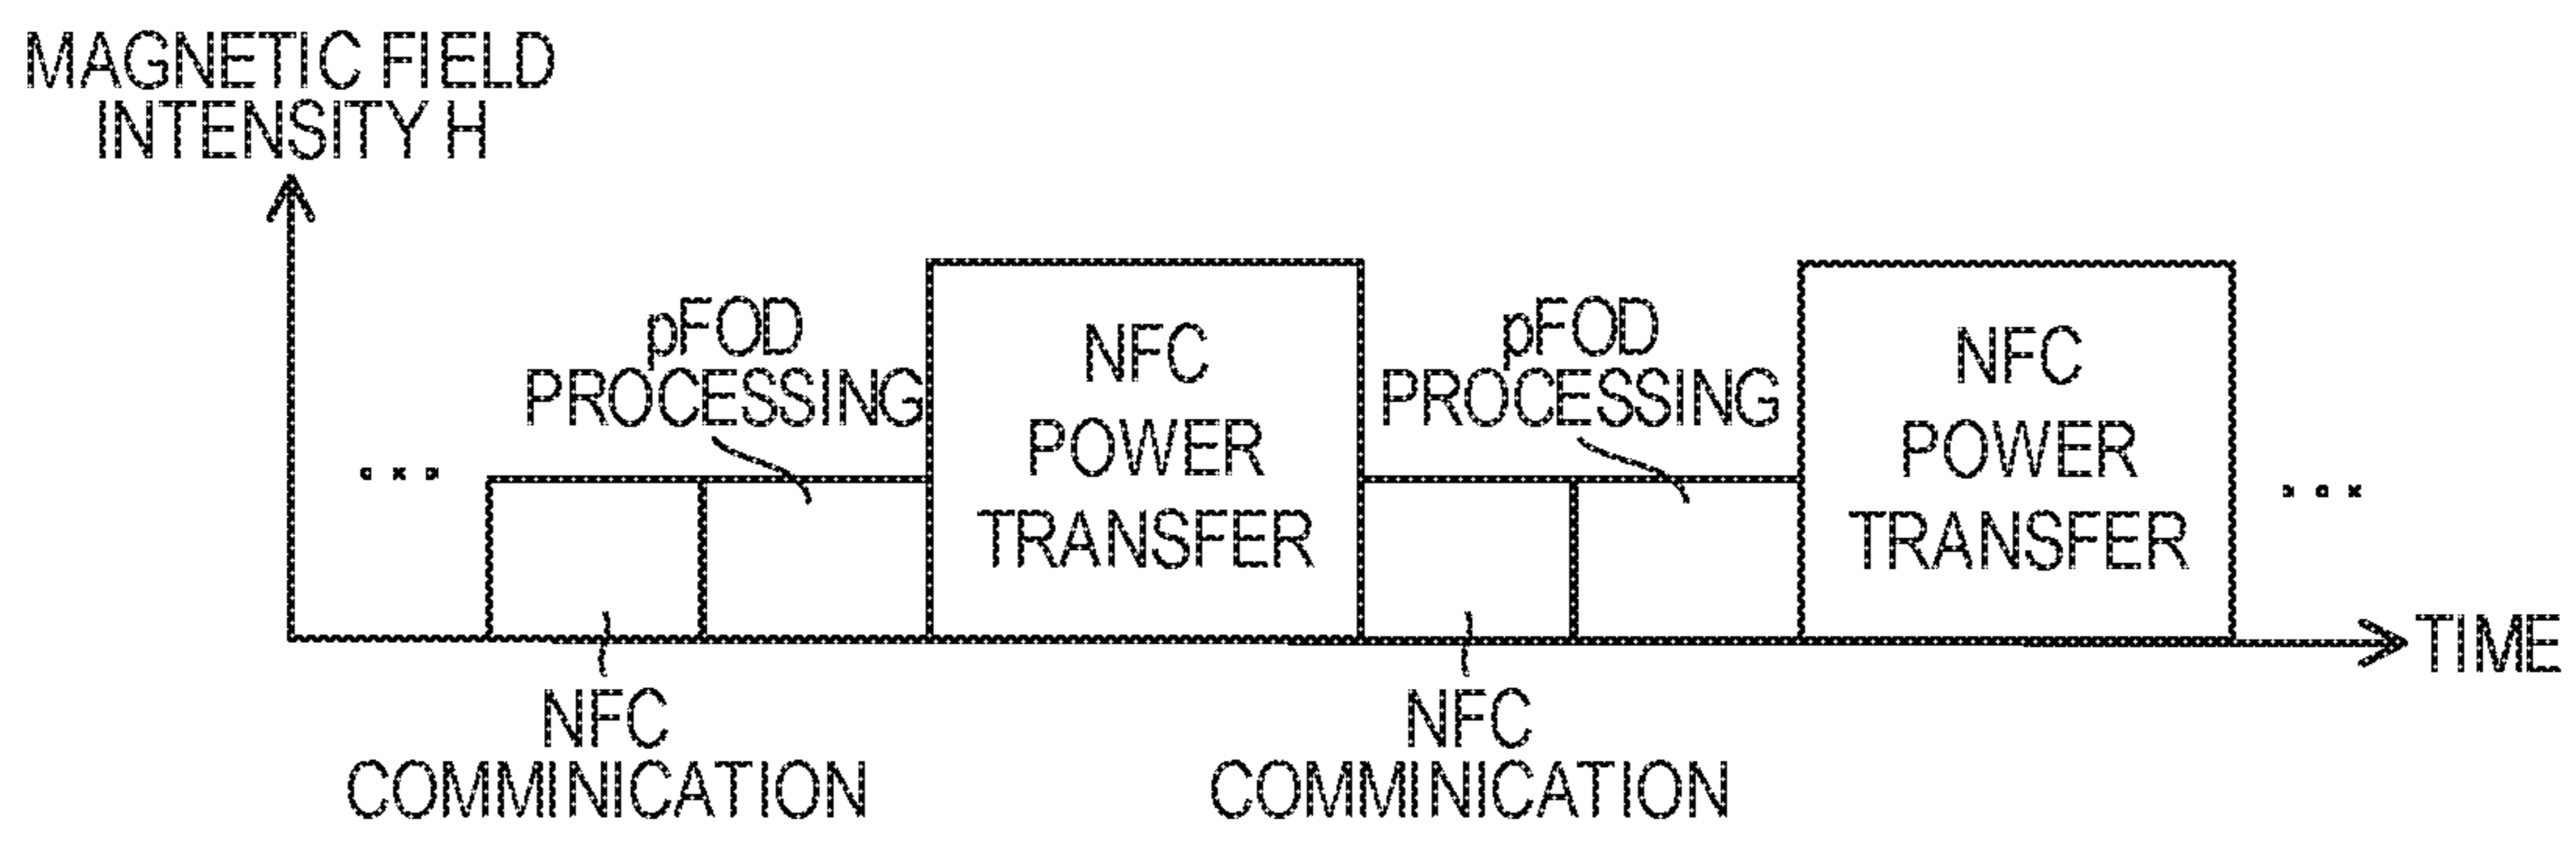 MAGNETIC FIELD
INTENSITY H
pFOD
PROCESSING
NFC
POWER
TRANSFER
pFOD
PROCESSING
NFC
POWER
TRANSFER
TIME
NFC
COMMINICATION
NFC
COMMINICATION